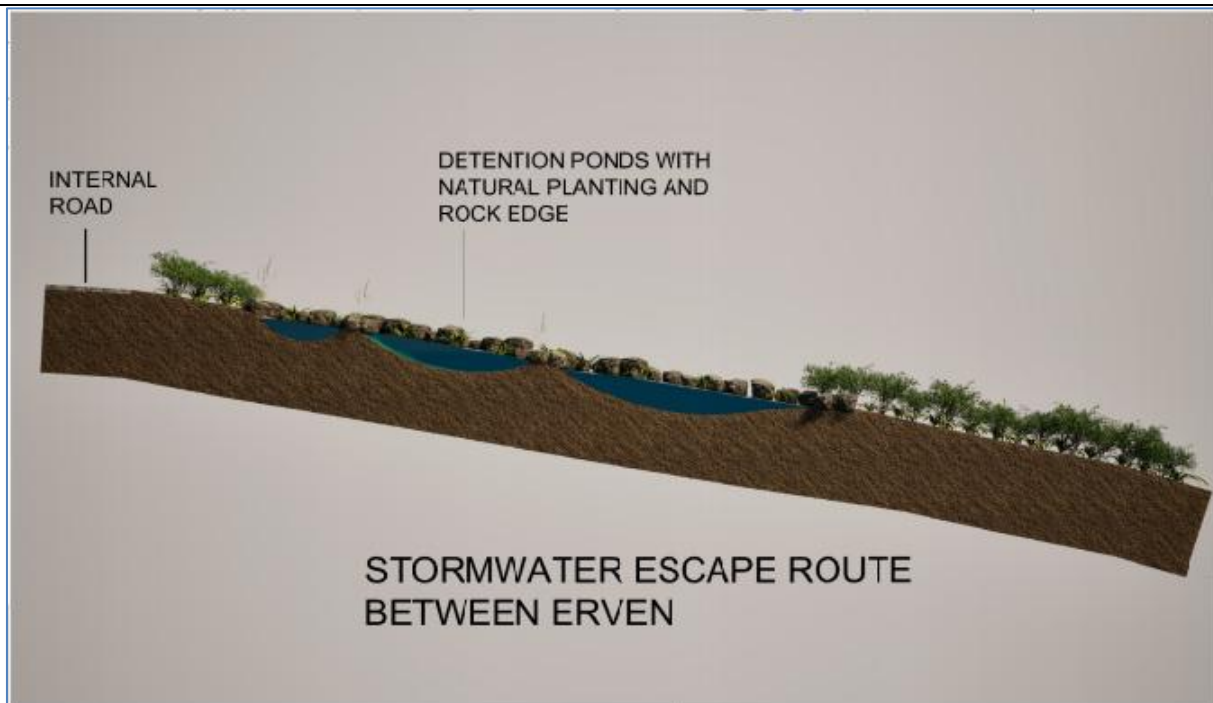 INTERNAL
ROAD
DETENTION PONDS WITH
NATURAL PLANTING AND
ROCK EDGE
STORMWATER ESCAPE ROUTE
BETWEEN ERVEN